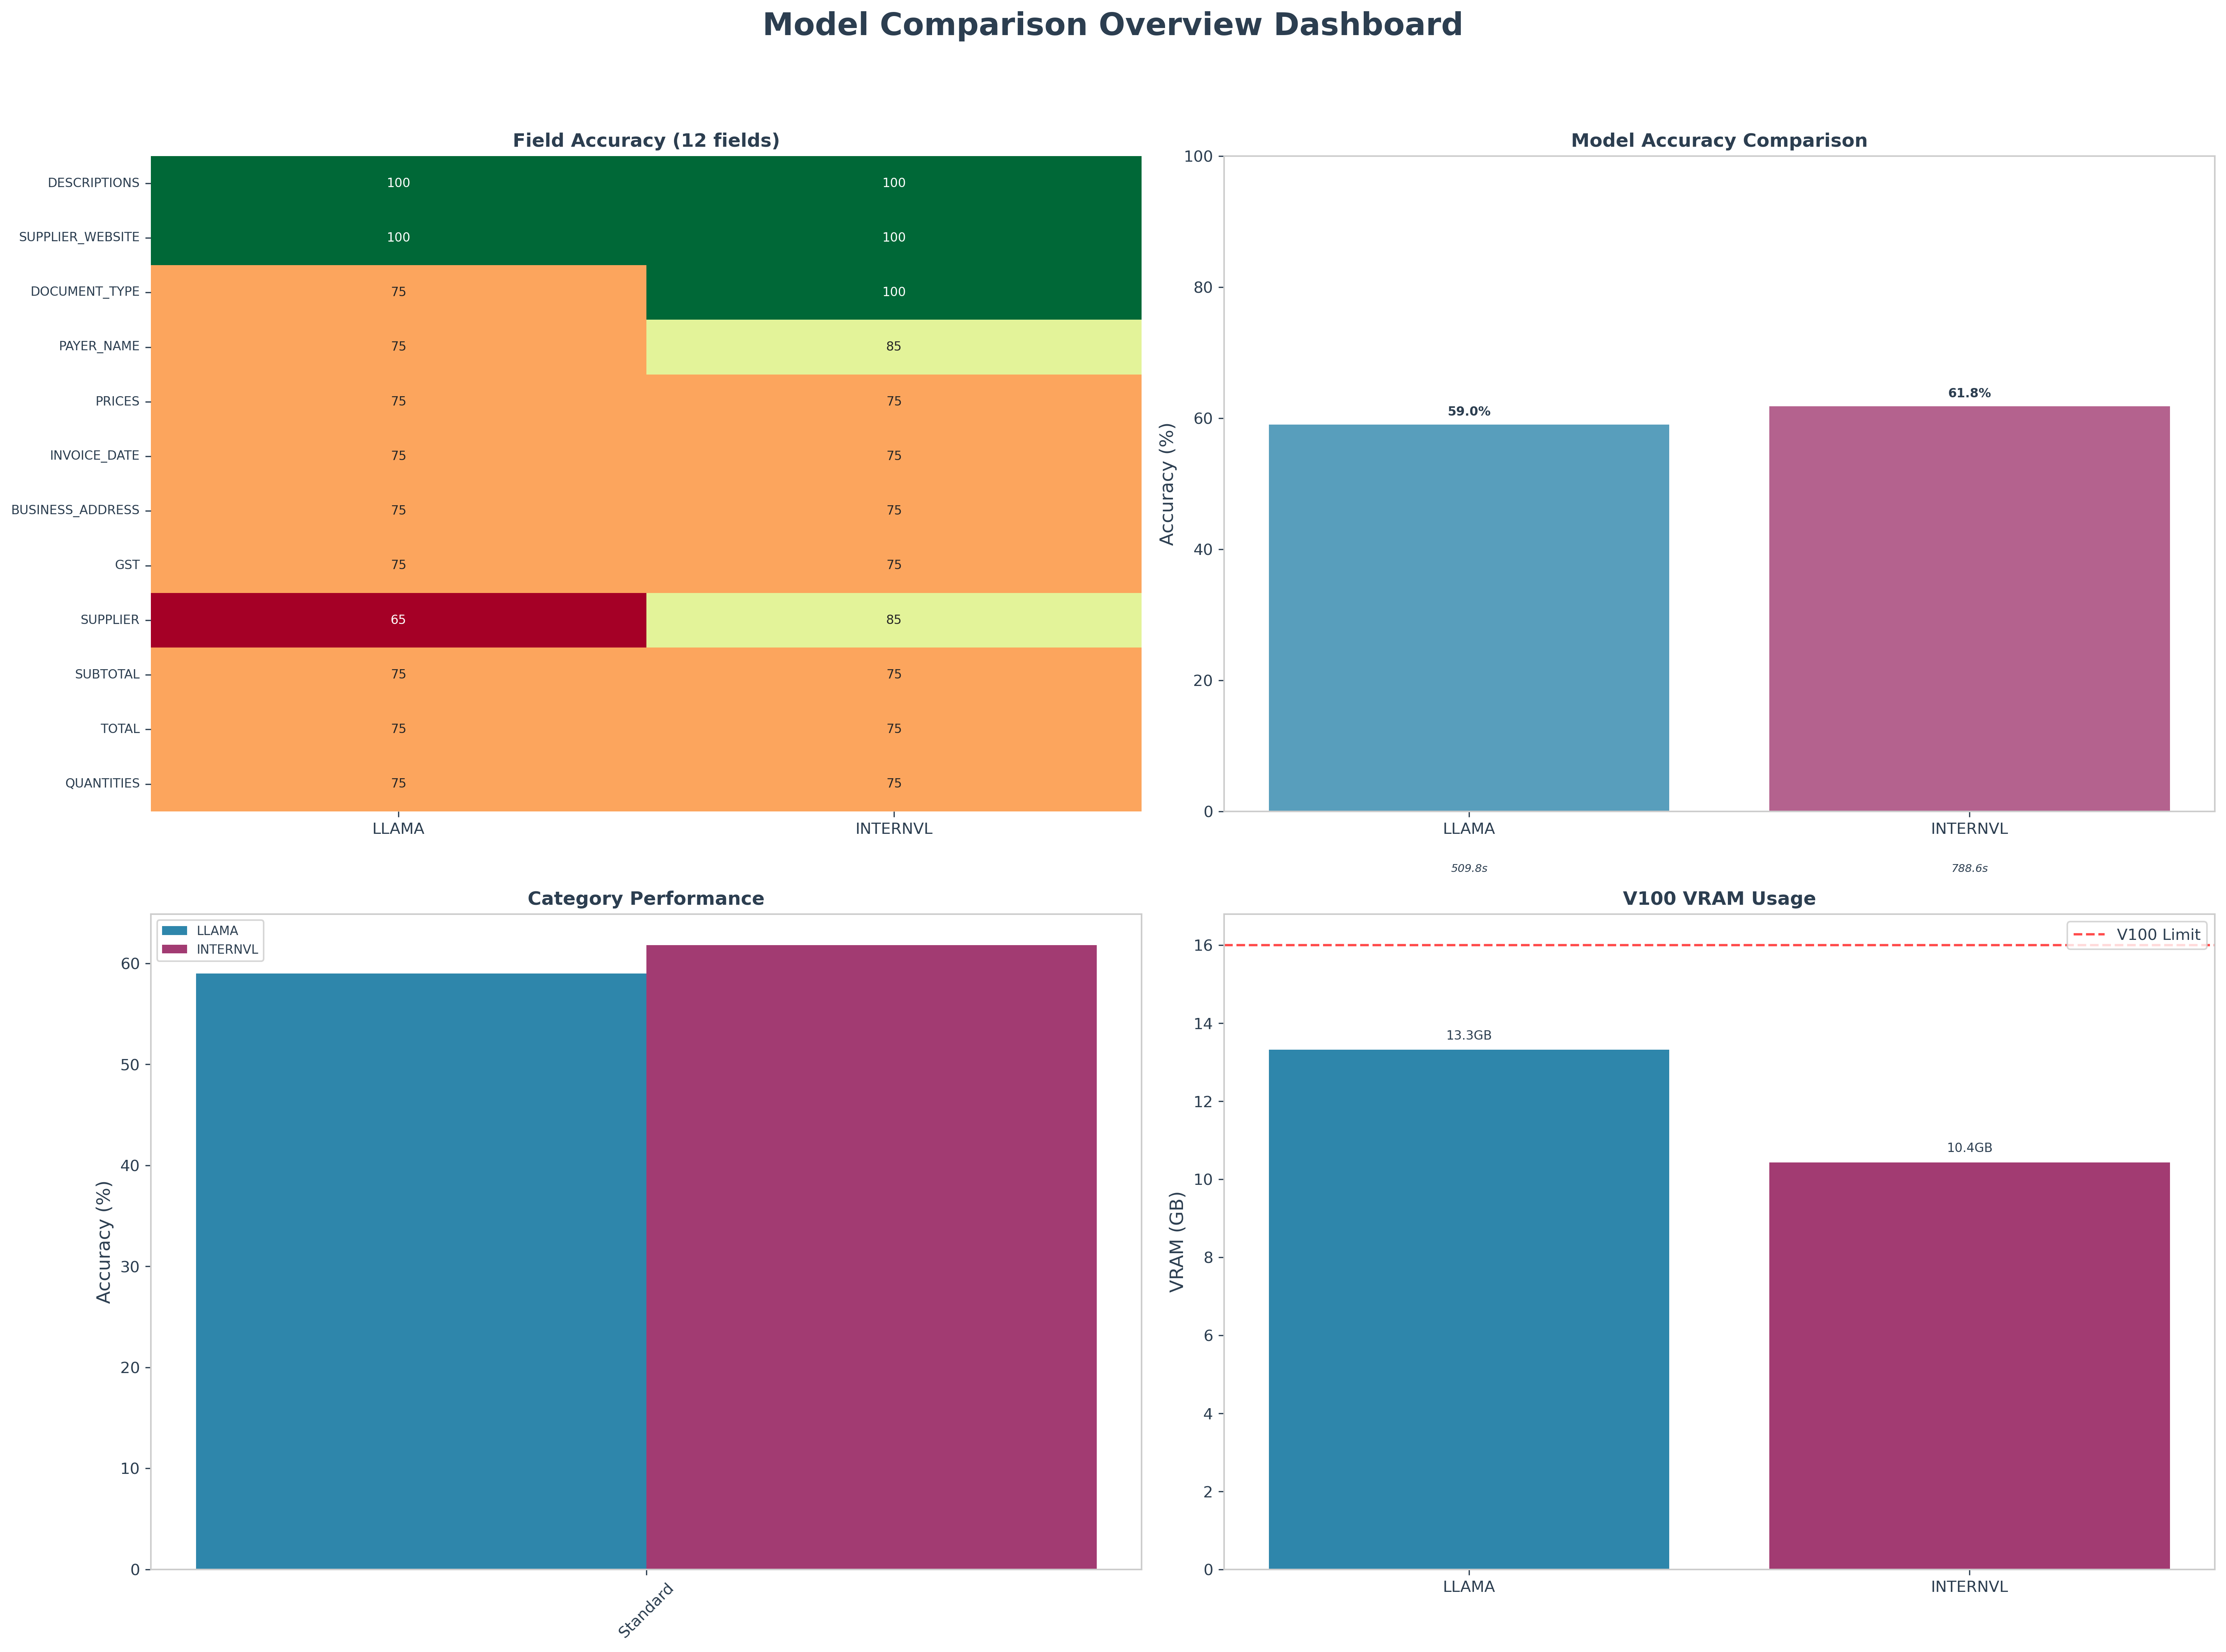 Model Comparison Overview Dashboard
Field Accuracy (12 fields)
DESCRIPTIONS 100 100
SUPPLIER_WEBSITE 100 100
DOCUMENT_TYPE 75 100
PAYER_NAME 75 85
PRICES 75 75
INVOICE_DATE 75 75
BUSINESS_ADDRESS 75 75
GST 75 75
SUPPLIER 65 85
SUBTOTAL 75 75
TOTAL 75 75
QUANTITIES 75 75
LLAMA INTERNVL
Model Accuracy Comparison
Accuracy (%)
100
80
60
40
20
0
59.0%
61.8%
LLAMA INTERNVL
509.8s 788.6s
Category Performance
LLAMA
INTERNVL
Accuracy (%)
60
50
40
30
20
10
0
Standard
V100 VRAM Usage
V100 Limit
VRAM (GB)
16
14
12
10
8
6
4
2
0
13.3GB
10.4GB
LLAMA INTERNVL